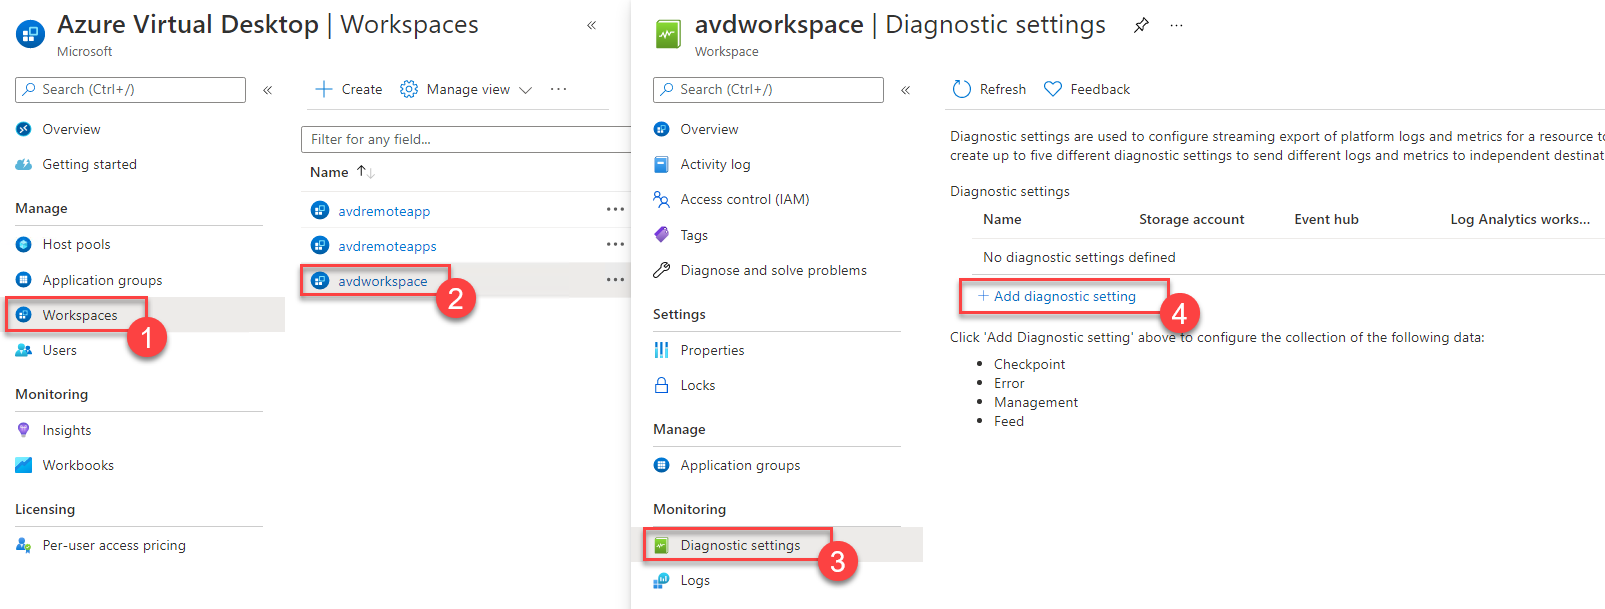 Azure Virtual Desktop | Workspaces
Microsoft
Search (Ctrl+/)
Overview
Getting started
Manage
Host pools
Application groups
Workspaces
1
Users
Monitoring
Insights
Workbooks
Licensing
Per-user access pricing
Create
Manage view
Filter for any field...
Name
avdremoteapp
avdremoteapps
avdworkspace
2
avdworkspace | Diagnostic settings
Workspace
Search (Ctrl+/)
Overview
Activity log
Access control (IAM)
Tags
Diagnose and solve problems
Settings
Properties
Locks
Manage
Application groups
Monitoring
Diagnostic settings
3
Logs
Refresh Feedback
Diagnostic settings are used to configure streaming export of platform logs and metrics for a resource to
create up to five different diagnostic settings to send different logs and metrics to independent destinat
Diagnostic settings
Name Storage account Event hub Log Analytics works...
No diagnostic settings defined
+ Add diagnostic setting
4
Click 'Add Diagnostic setting' above to configure the collection of the following data:
• Checkpoint
• Error
• Management
• Feed